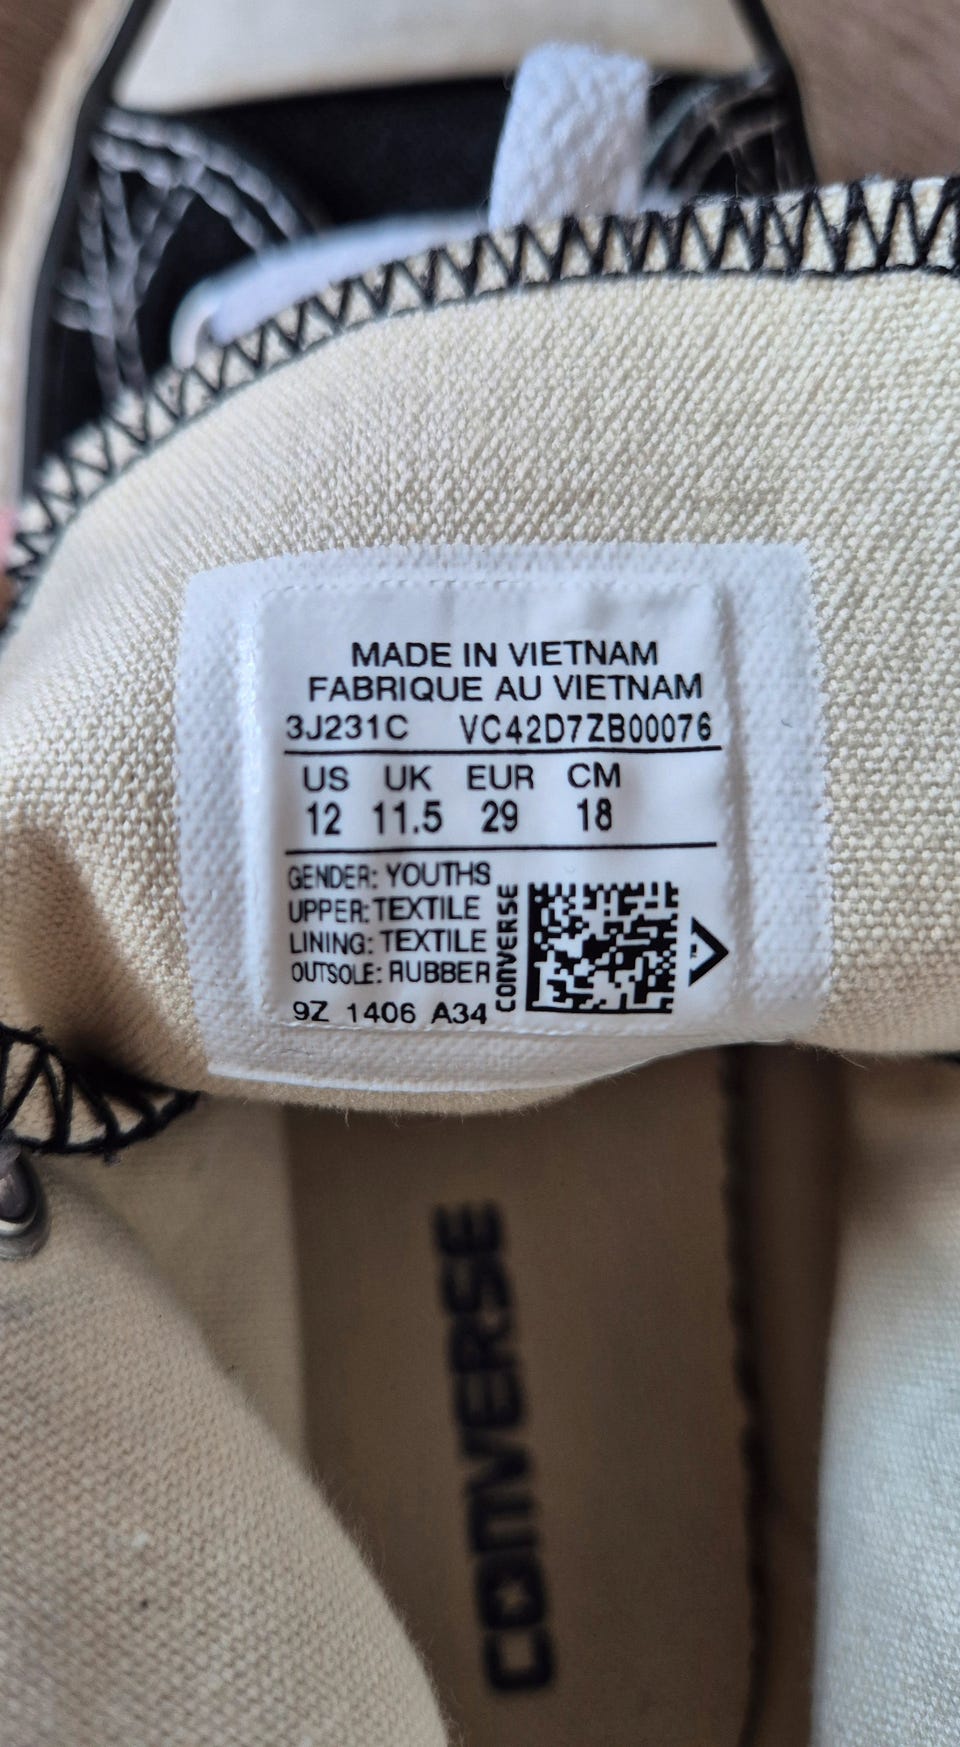 MADE IN VIETNAM
FABRIQUE AU VIETNAM
3J231C VC42D7ZB00076
US UK EUR CM
12 11.5 29 18
GENDER: YOUTHS
UPPER: TEXTILE
LINING: TEXTILE
OUTSOLE: RUBBER
9Z 1406 A34
CONVERSE
TM
CONVERSE